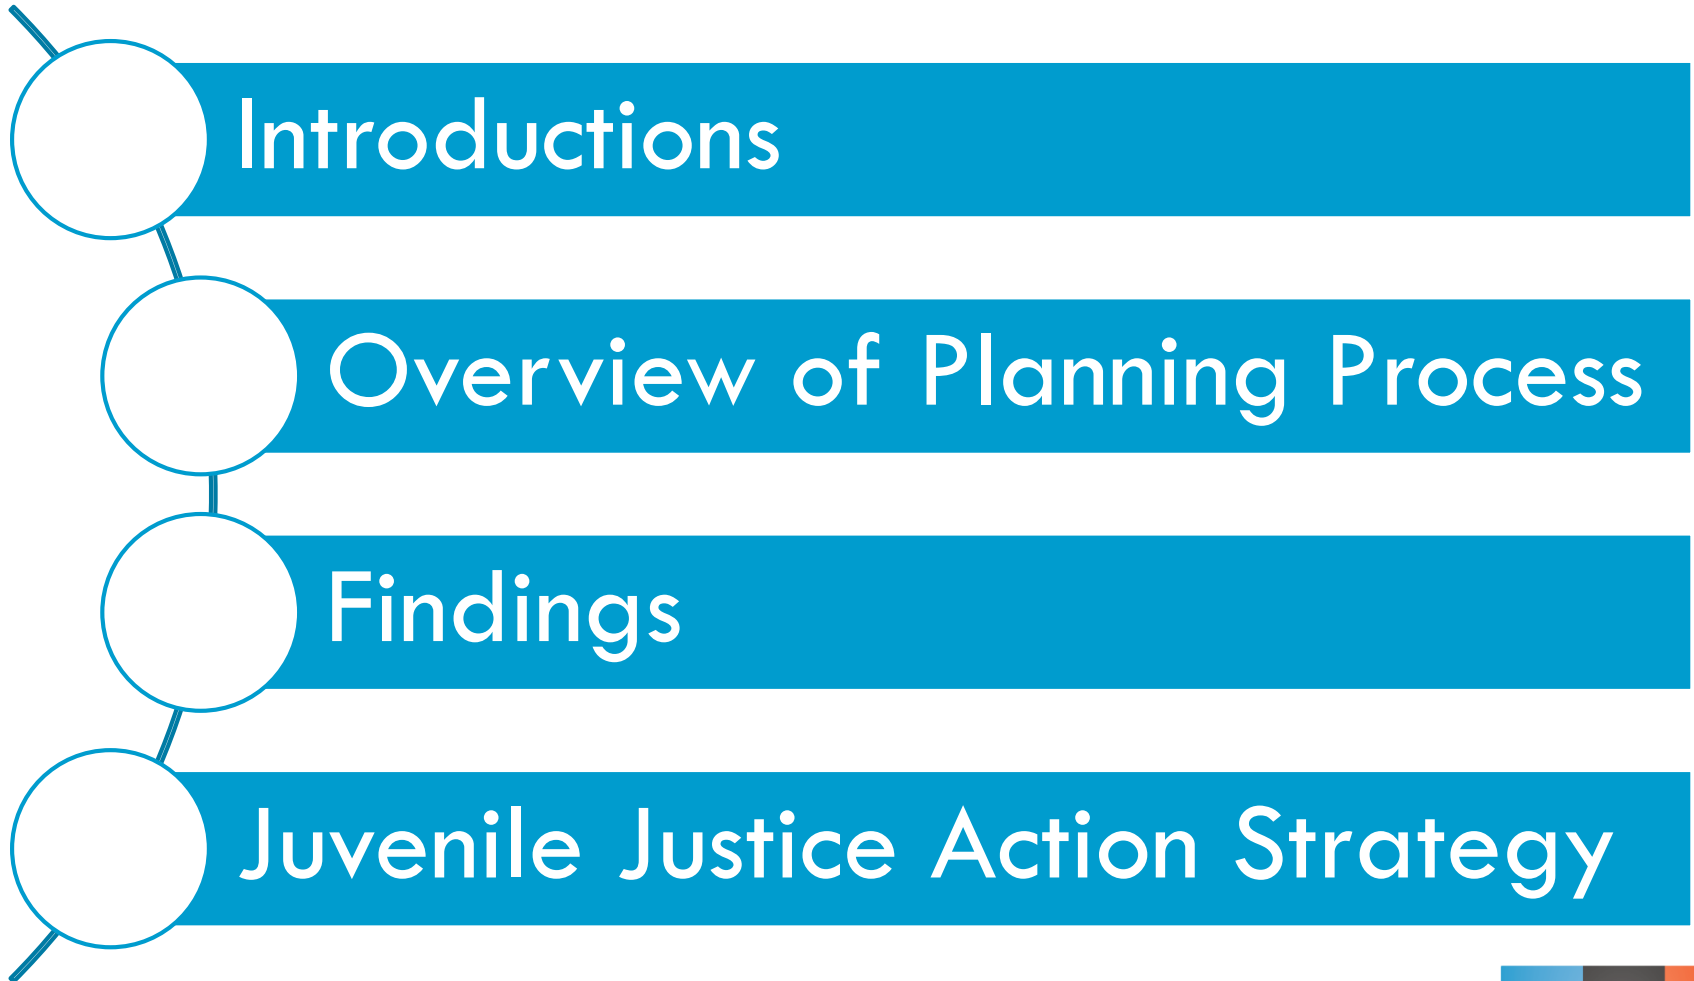 Introductions
Overview of Planning Process
Findings
Juvenile Justice Action Strategy